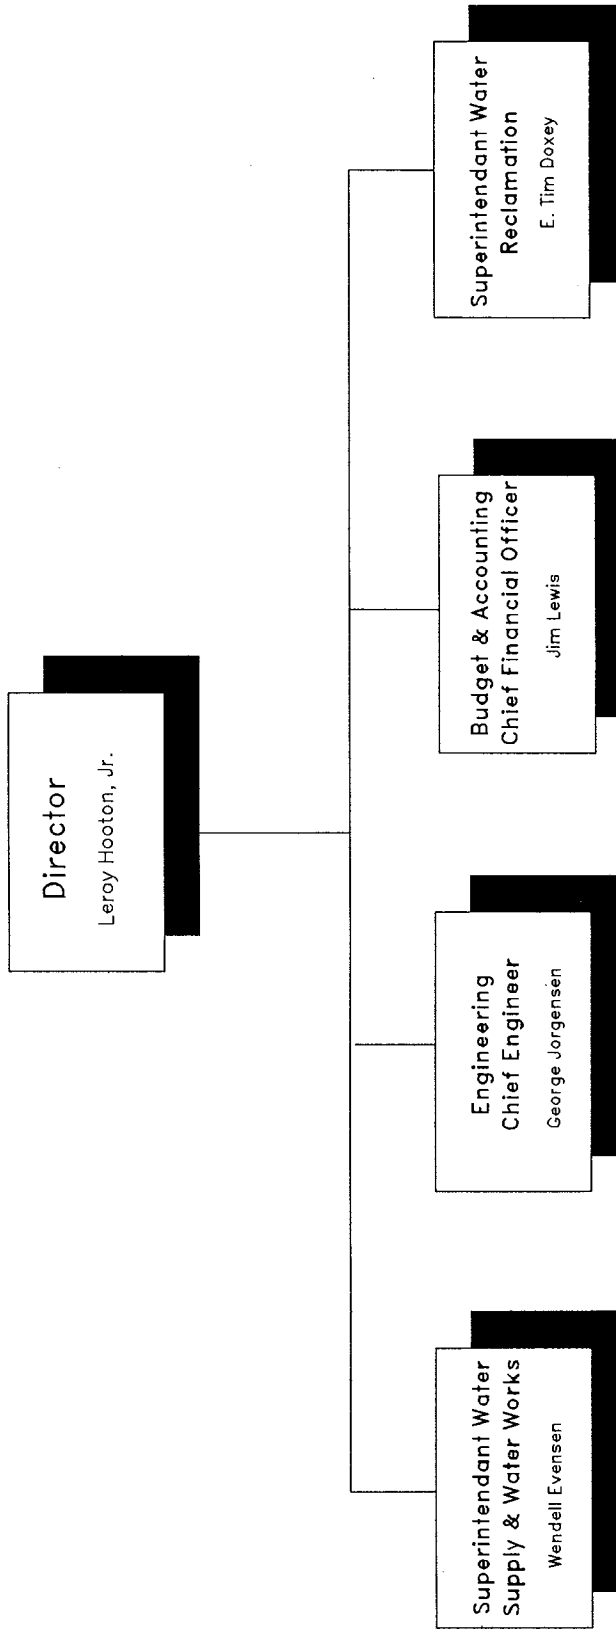 Director
Leroy Hooton, Jr.
Superintendant Water
Supply & Water Works
Wendell Evensen
Engineering
Chief Engineer
George Jorgensen
Budget & Accounting
Chief Financial Officer
Jim Lewis
Superintendant Water
Reclamation
E. Tim Doxey